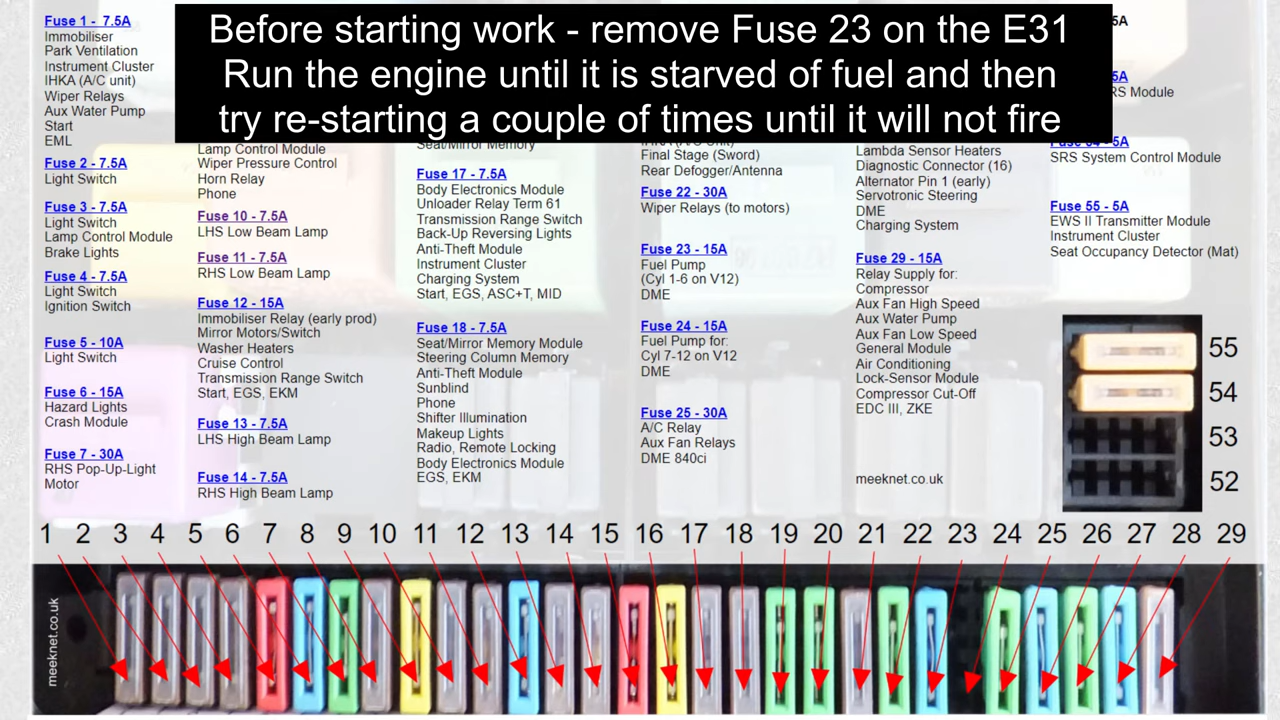 Before starting work - remove Fuse 23 on the E31
Run the engine until it is starved of fuel and then
try re-starting a couple of times until it will not fire
Fuse 1 - 7.5A
Immobiliser
Park Ventilation
Instrument Cluster
IHKA (A/C unit)
Wiper Relays
Aux Water Pump
Start
EML
Fuse 2 - 7.5A
Light Switch
Fuse 3 - 7.5A
Light Switch
Lamp Control Module
Brake Lights
Fuse 4 - 7.5A
Light Switch
Ignition Switch
Fuse 5 - 10A
Light Switch
Fuse 6 - 15A
Hazard Lights
Crash Module
Fuse 7 - 30A
RHS Pop-Up-Light
Motor
Lamp Control Module
Wiper Pressure Control
Horn Relay
Phone
Fuse 10 - 7.5A
LHS Low Beam Lamp
Fuse 11 - 7.5A
RHS Low Beam Lamp
Fuse 12 - 15A
Immobiliser Relay (early prod)
Mirror Motors/Switch
Washer Heaters
Cruise Control
Transmission Range Switch
Start, EGS, EKM
Fuse 13 - 7.5A
LHS High Beam Lamp
Fuse 14 - 7.5A
RHS High Beam Lamp
Seat/Mirror Memory
Fuse 17 - 7.5A
Body Electronics Module
Unloader Relay Term 61
Transmission Range Switch
Back-Up Reversing Lights
Anti-Theft Module
Instrument Cluster
Charging System
Start, EGS, ASC+T, MID
Fuse 18 - 7.5A
Seat/Mirror Memory Module
Steering Column Memory
Anti-Theft Module
Sunblind
Phone
Shifter Illumination
Makeup Lights
Radio, Remote Locking
Body Electronics Module
EGS, EKM
Final Stage (Sword)
Rear Defogger/Antenna
Fuse 22 - 30A
Wiper Relays (to motors)
Fuse 23 - 15A
Fuel Pump
(Cyl 1-6 on V12)
DME
Fuse 24 - 15A
Fuel Pump for:
Cyl 7-12 on V12
DME
Fuse 25 - 30A
A/C Relay
Aux Fan Relays
DME 840ci
Lambda Sensor Heaters
Diagnostic Connector (16)
Alternator Pin 1 (early)
Servotronic Steering
DME
Charging System
Fuse 29 - 15A
Relay Supply for:
Compressor
Aux Fan High Speed
Aux Water Pump
Aux Fan Low Speed
General Module
Air Conditioning
Lock-Sensor Module
Compressor Cut-Off
EDC III, ZKE
meeknet.co.uk
5A
5A
RS Module
SRS System Control Module
Fuse 55 - 5A
EWS II Transmitter Module
Instrument Cluster
Seat Occupancy Detector (Mat)
55
54
53
52
1 2 3 4 5 6 7 8 9 10 11 12 13 14 15 16 17 18 19 20 21 22 23 24 25 26 27 28 29
meeknet.co.uk